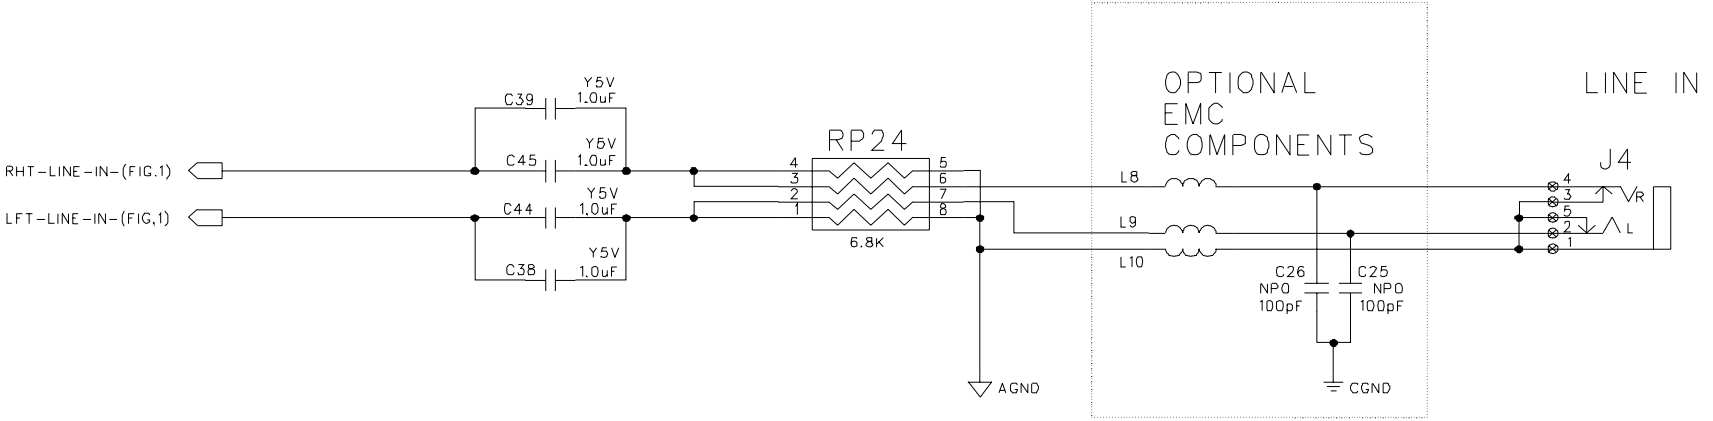 OPTIONAL
EMC
COMPONENTS
LINE IN
J4
Y5V
C39
1.0uF
Y5V
C45
1.0uF
RHT-LINE-IN-(FIG.1)
Y5V
C44
1.0uF
LFT-LINE-IN-(FIG,1)
Y5V
C38
1.0uF
RP24
4
3
2
1
5
6
7
8
6.8K
L8
L9
L10
4
3
5
2
1
R
L
C26
NPO
100pF
C25
NPO
100pF
AGND
CGND